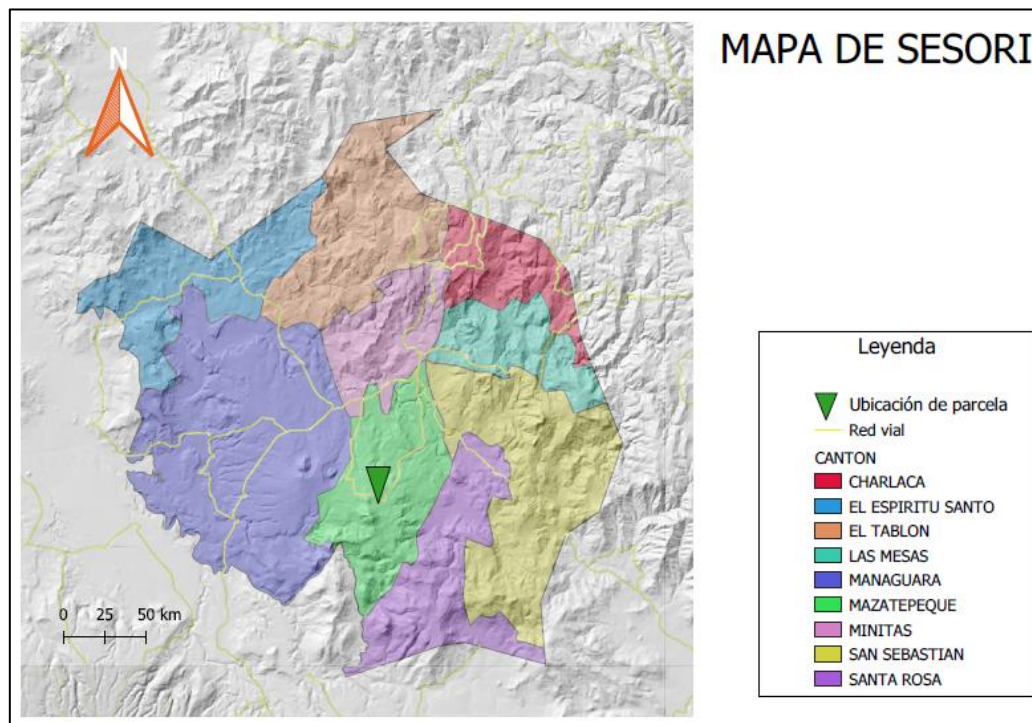 MAPA DE SESORI
N
Leyenda
Ubicación de parcela
Red vial
CANTON
CHARLACA
EL ESPIRITU SANTO
EL TABLON
LAS MESAS
MANAGUARA
MAZATEPEQUE
MINITAS
SAN SEBASTIAN
SANTA ROSA
0 25 50 km